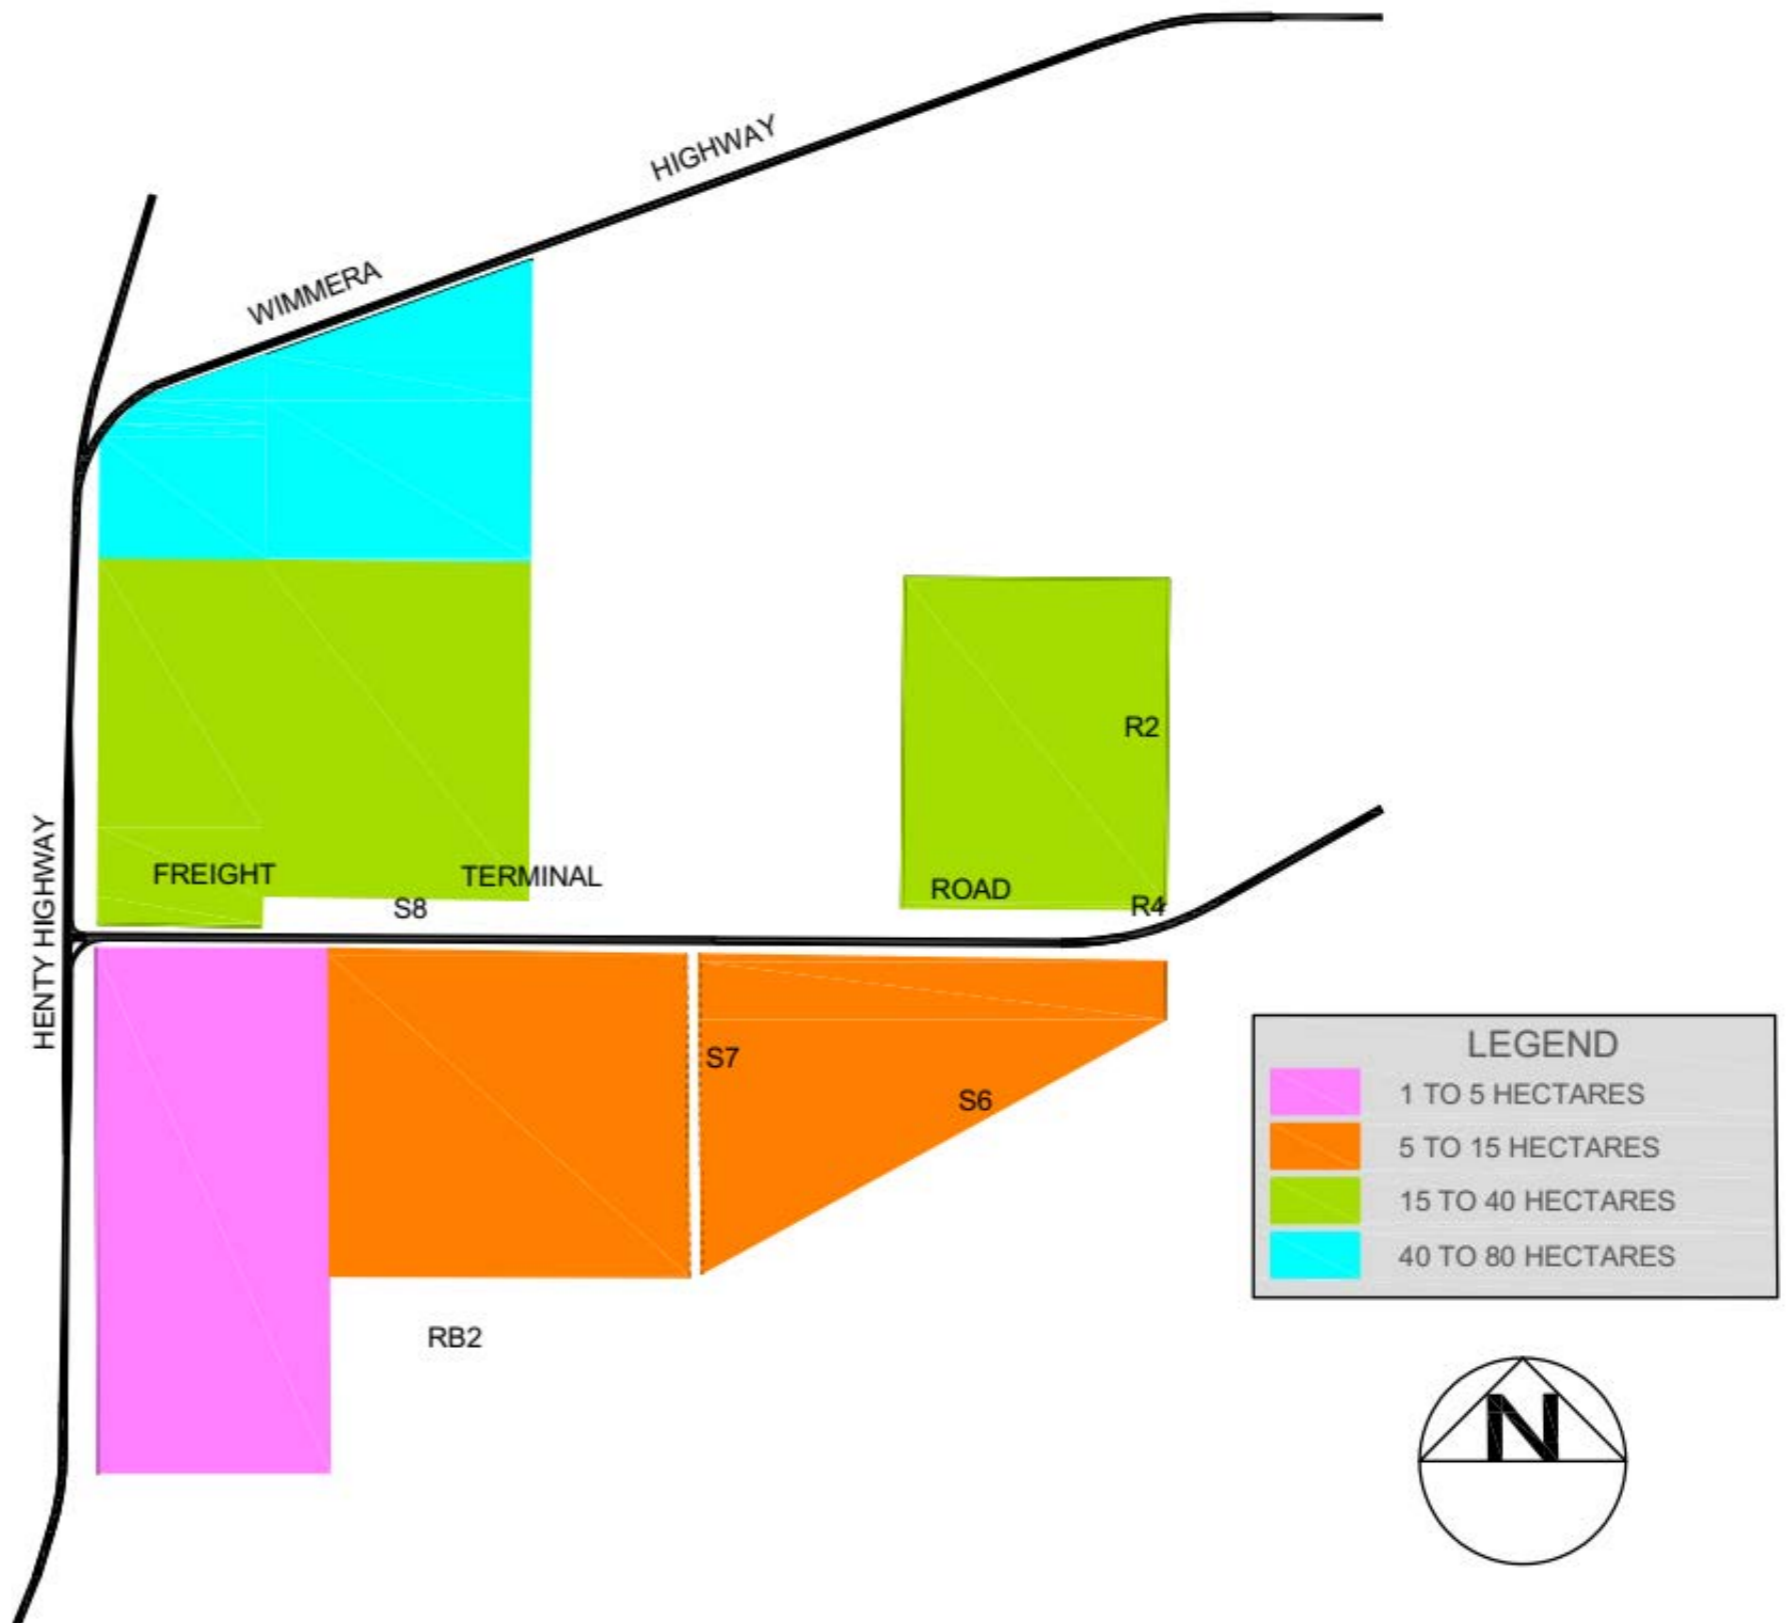 HIGHWAY
WIMMERA
R2
HENTY HIGHWAY
FREIGHT
TERMINAL
ROAD
R4
S8
S7
S6
RB2
LEGEND
1 TO 5 HECTARES
5 TO 15 HECTARES
15 TO 40 HECTARES
40 TO 80 HECTARES
N